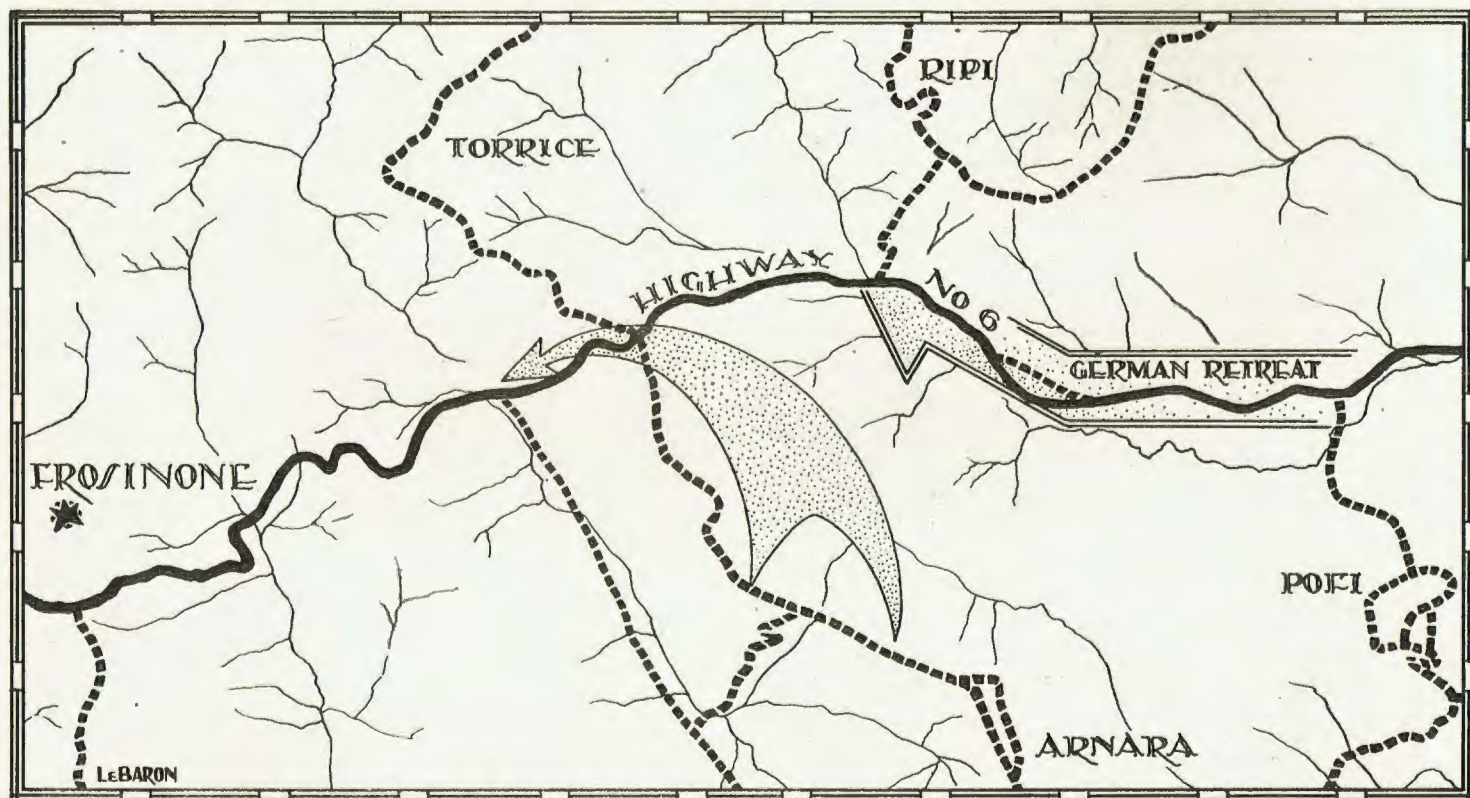 RIPI
TORRICE
HIGHWAY No 6
GERMAN RETREAT
FROSINONE
POFI
ARNARA
LEBARON